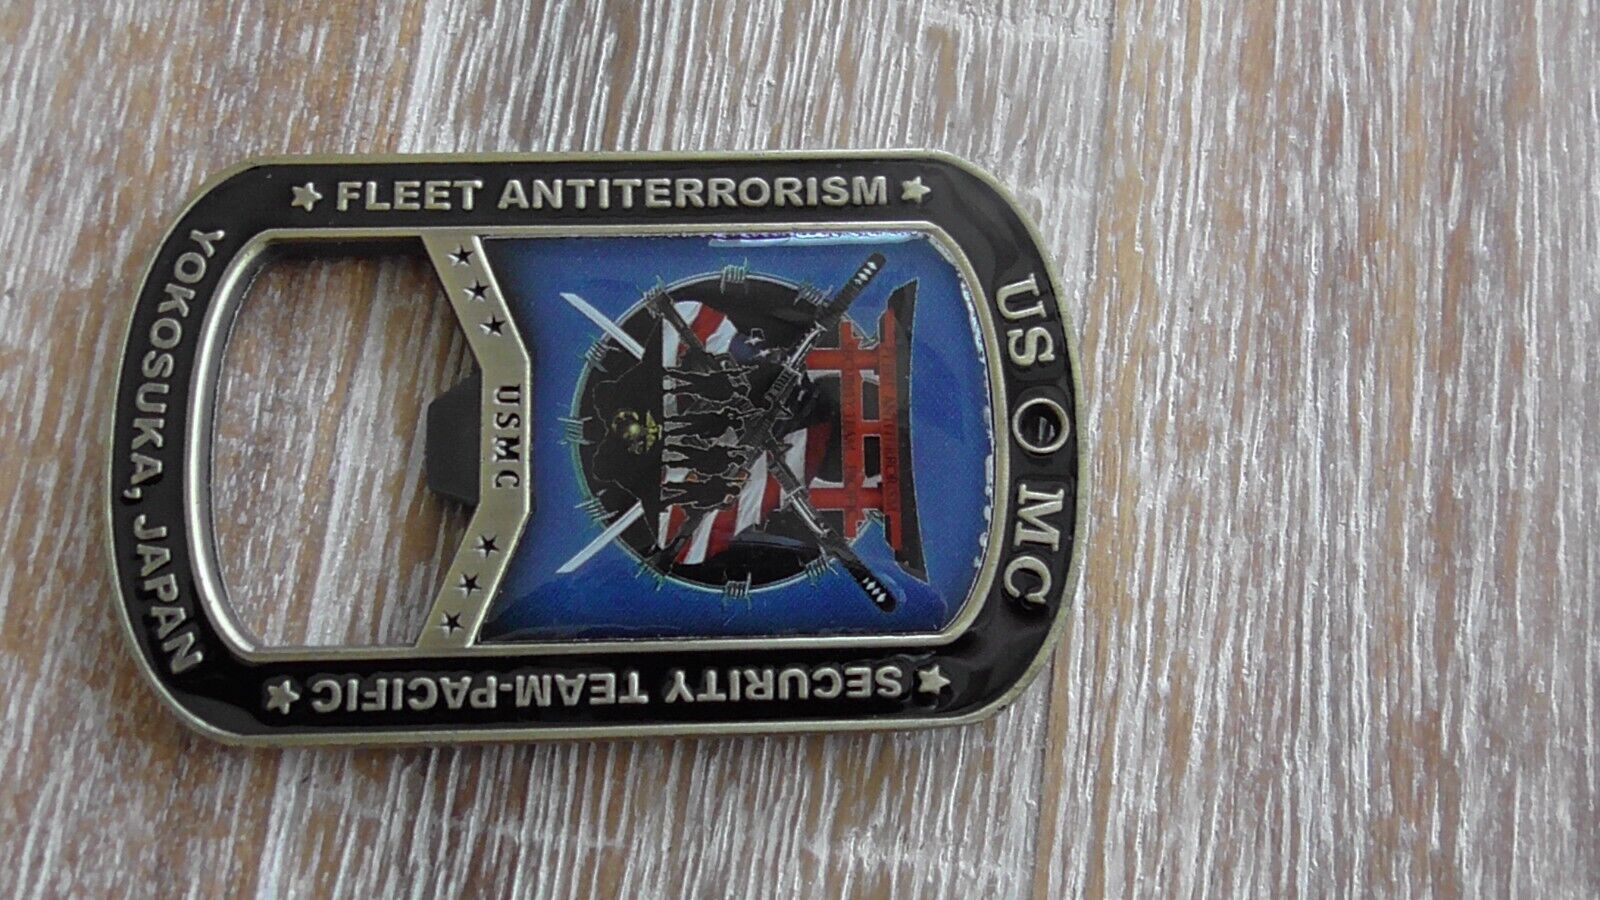 US MC
FLEET ANTITERRORISM
SECURITY TEAM-PACIFIC
YOKOSUKA, JAPAN
USMC